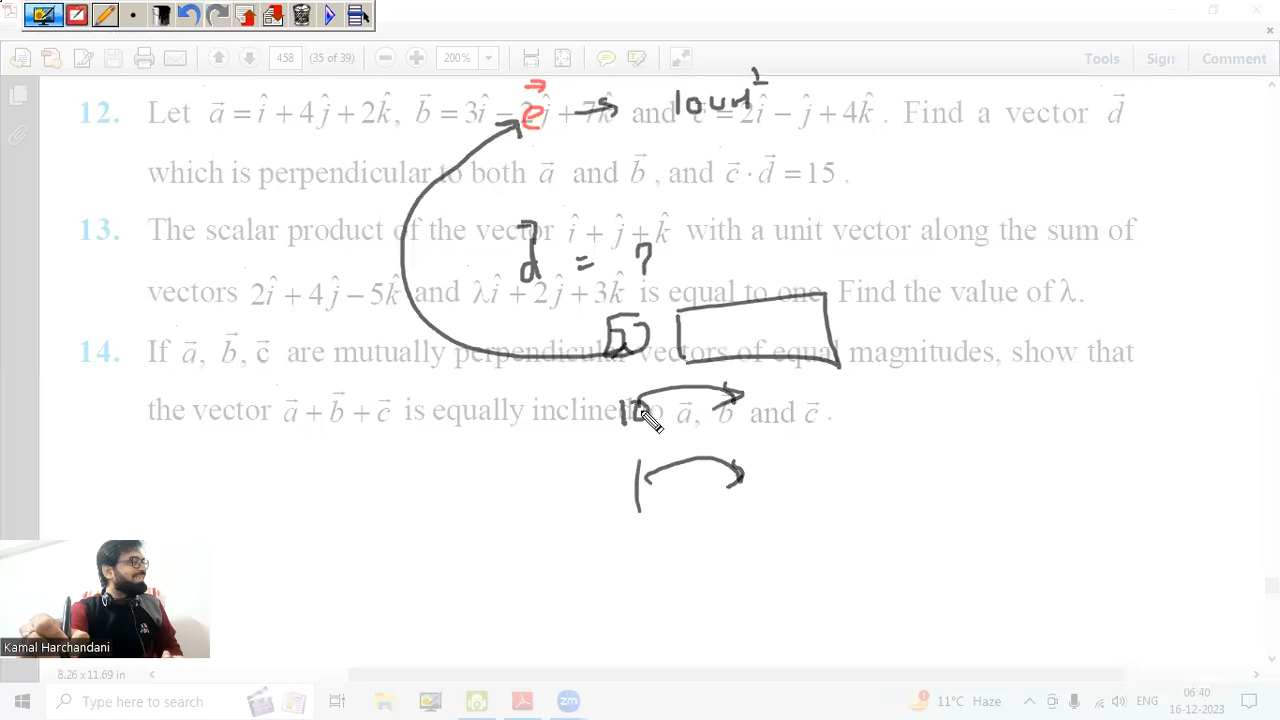 458 (35 of 39) 200% Tools Sign Comment
12. Let a⃗ = î + 4ĵ + 2k̂, b⃗ = 3î − 2ĵ + 7k̂ and c⃗ = 2î − ĵ + 4k̂ . Find a vector d⃗
e⃗ →
which is perpendicular to both a⃗ and b⃗ , and c⃗ · d⃗ = 15 .
13. The scalar product of the vector î + ĵ + k̂ with a unit vector along the sum of
d⃗ = ?
vectors 2î + 4ĵ − 5k̂ and λî + 2ĵ + 3k̂ is equal to one. Find the value of λ.
14. If a⃗, b⃗, c⃗ are mutually perpendicular vectors of equal magnitudes, show that
the vector a⃗ + b⃗ + c⃗ is equally inclined to a⃗, b⃗ and c⃗ .
10
Kamal Harchandani
8.26 x 11.69 in
Type here to search
zm
11°C Haze ENG 06:40
16-12-2023